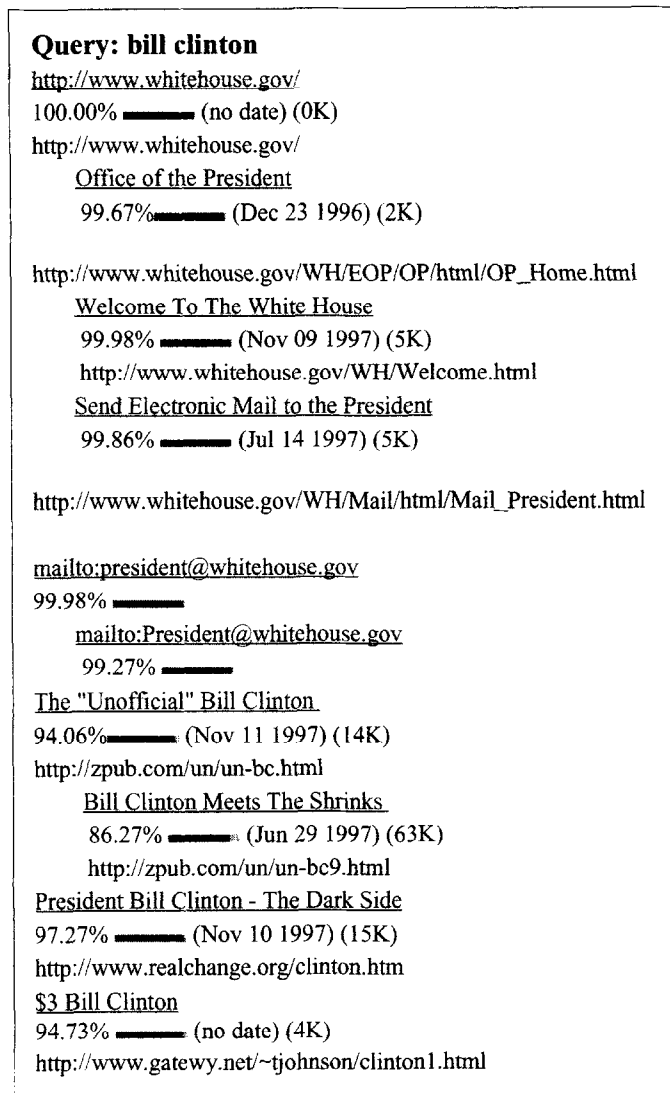 Query: bill clinton
http://www.whitehouse.gov/
100.00% (no date) (0K)
http://www.whitehouse.gov/
Office of the President
99.67% (Dec 23 1996) (2K)
http://www.whitehouse.gov/WH/EOP/OP/html/OP_Home.html
Welcome To The White House
99.98% (Nov 09 1997) (5K)
http://www.whitehouse.gov/WH/Welcome.html
Send Electronic Mail to the President
99.86% (Jul 14 1997) (5K)
http://www.whitehouse.gov/WH/Mail/html/Mail_President.html
mailto:president@whitehouse.gov
99.98%
mailto:President@whitehouse.gov
99.27%
The "Unofficial" Bill Clinton
94.06% (Nov 11 1997) (14K)
http://zpub.com/un/un-bc.html
Bill Clinton Meets The Shrinks
86.27% (Jun 29 1997) (63K)
http://zpub.com/un/un-bc9.html
President Bill Clinton - The Dark Side
97.27% (Nov 10 1997) (15K)
http://www.realchange.org/clinton.htm
$3 Bill Clinton
94.73% (no date) (4K)
http://www.gatewy.net/~tjohnson/clinton1.html